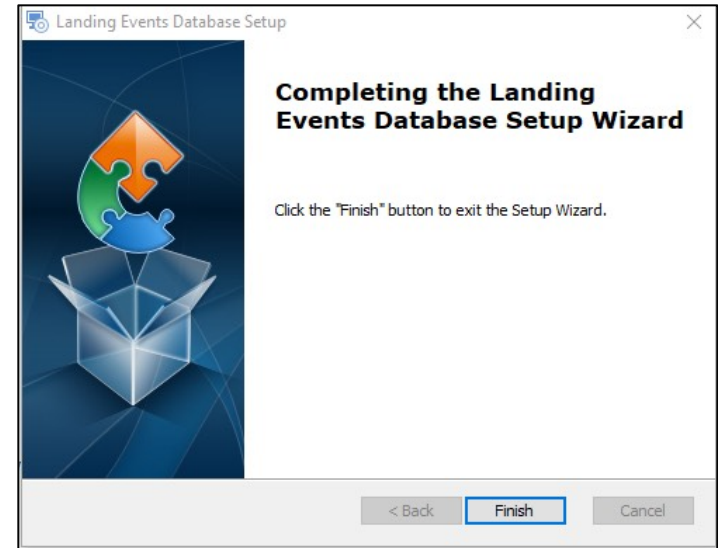 Landing Events Database Setup
Completing the Landing
Events Database Setup Wizard
Click the "Finish" button to exit the Setup Wizard.
< Back
Finish
Cancel